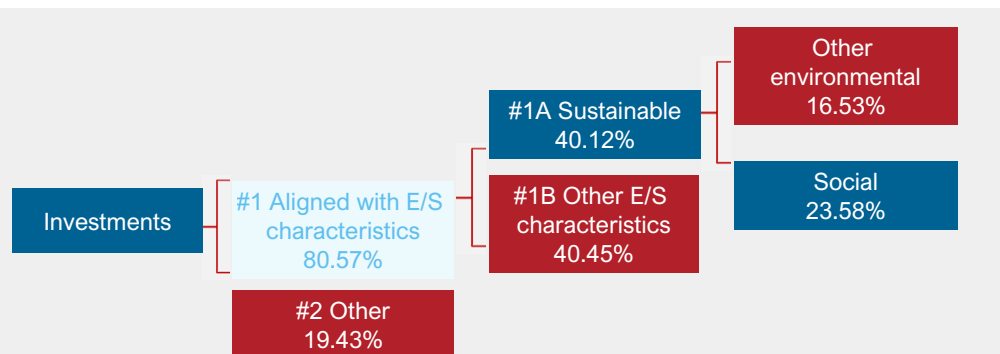 Investments
#1 Aligned with E/S
characteristics
80.57%
#2 Other
19.43%
#1A Sustainable
40.12%
#1B Other E/S
characteristics
40.45%
Other
environmental
16.53%
Social
23.58%